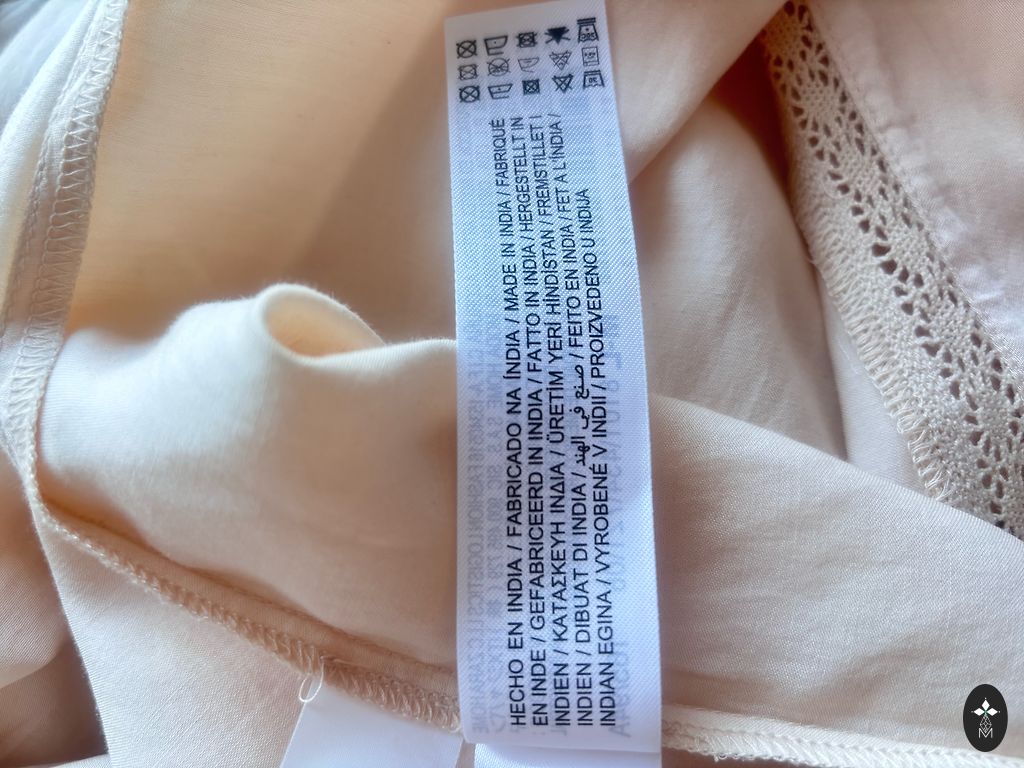 HECHO EN INDIA / FABRICADO NA ÍNDIA / MADE IN INDIA / FABRIQUÉ
EN INDE / GEFABRICEERD IN INDIA / FATTO IN INDIA / HERGESTELLT IN
INDIEN / ΚΑΤΑΣΚΕΥΗ ΙΝΔΙΑ / ÜRETİM YERİ HİNDİSTAN / FREMSTILLET I
INDIEN / DIBUAT DI INDIA / صنع في الهند / FEITO EN INDIA / FET A L'ÍNDIA /
INDIAN EGINA / VYROBENÉ V INDII / PROIZVEDENO U INDIJA